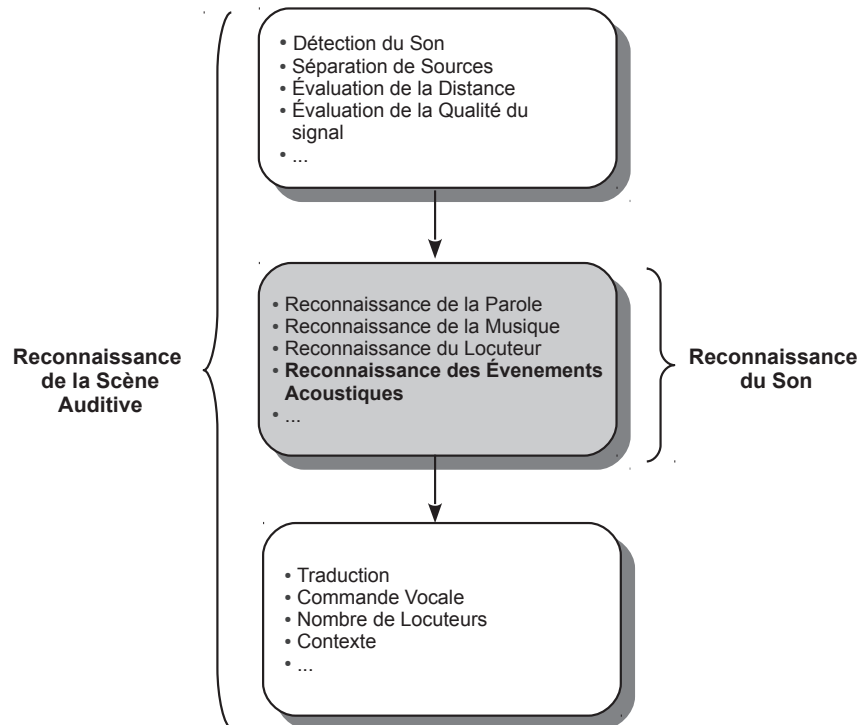 • Détection du Son
• Séparation de Sources
• Évaluation de la Distance
• Évaluation de la Qualité du
signal
• ...
• Reconnaissance de la Parole
• Reconnaissance de la Musique
• Reconnaissance du Locuteur
• Reconnaissance des Évenements
Acoustiques
• ...
Reconnaissance
de la Scène
Auditive
Reconnaissance
du Son
• Traduction
• Commande Vocale
• Nombre de Locuteurs
• Contexte
• ...